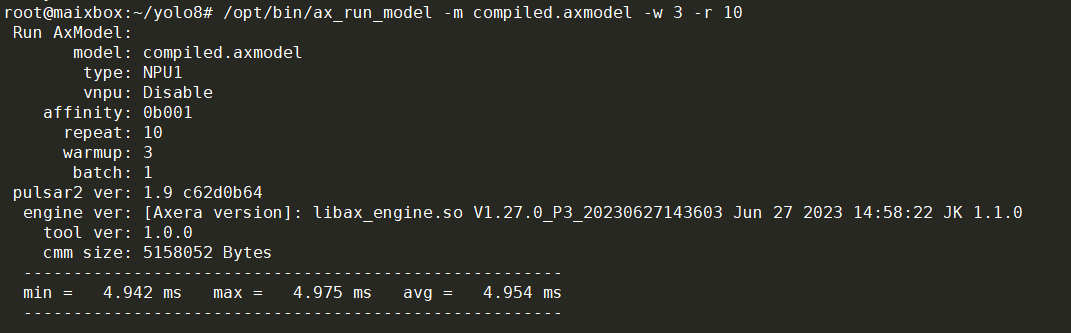 root@maixbox:~/yolo8# /opt/bin/ax_run_model -m compiled.axmodel -w 3 -r 10
Run AxModel:
model: compiled.axmodel
type: NPU1
vnpu: Disable
affinity: 0b001
repeat: 10
warmup: 3
batch: 1
pulsar2 ver: 1.9 c62d0b64
engine ver: [Axera version]: libax_engine.so V1.27.0_P3_20230627143603 Jun 27 2023 14:58:22 JK 1.1.0
tool ver: 1.0.0
cmm size: 5158052 Bytes
------------------------------------------------------
min =   4.942 ms   max =   4.975 ms   avg =   4.954 ms
------------------------------------------------------